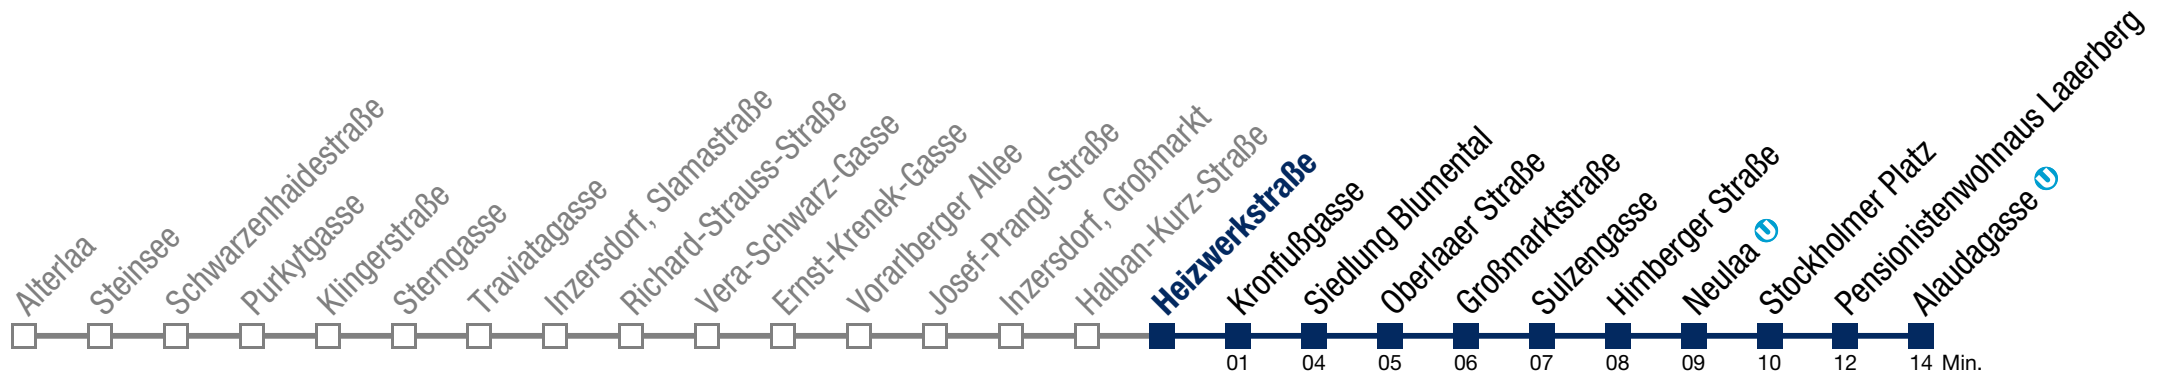 Alterlaa
Steinsee
Schwarzenhaidestraße
Purkytgasse
Klingerstraße
Sterngasse
Traviatagasse
Inzersdorf, Slamastraße
Richard-Strauss-Straße
Vera-Schwarz-Gasse
Ernst-Krenek-Gasse
Vorarlberger Allee
Josef-Prangl-Straße
Inzersdorf, Großmarkt
Halban-Kurz-Straße
Heizwerkstraße
Kronfußgasse
Siedlung Blumental
Oberlaaer Straße
Großmarktstraße
Sulzengasse
Himberger Straße
Neulaa U
Stockholmer Platz
Pensionistenwohnaus Laaerberg
Alaudagasse U
01 04 05 06 07 08 09 10 12 14 Min.